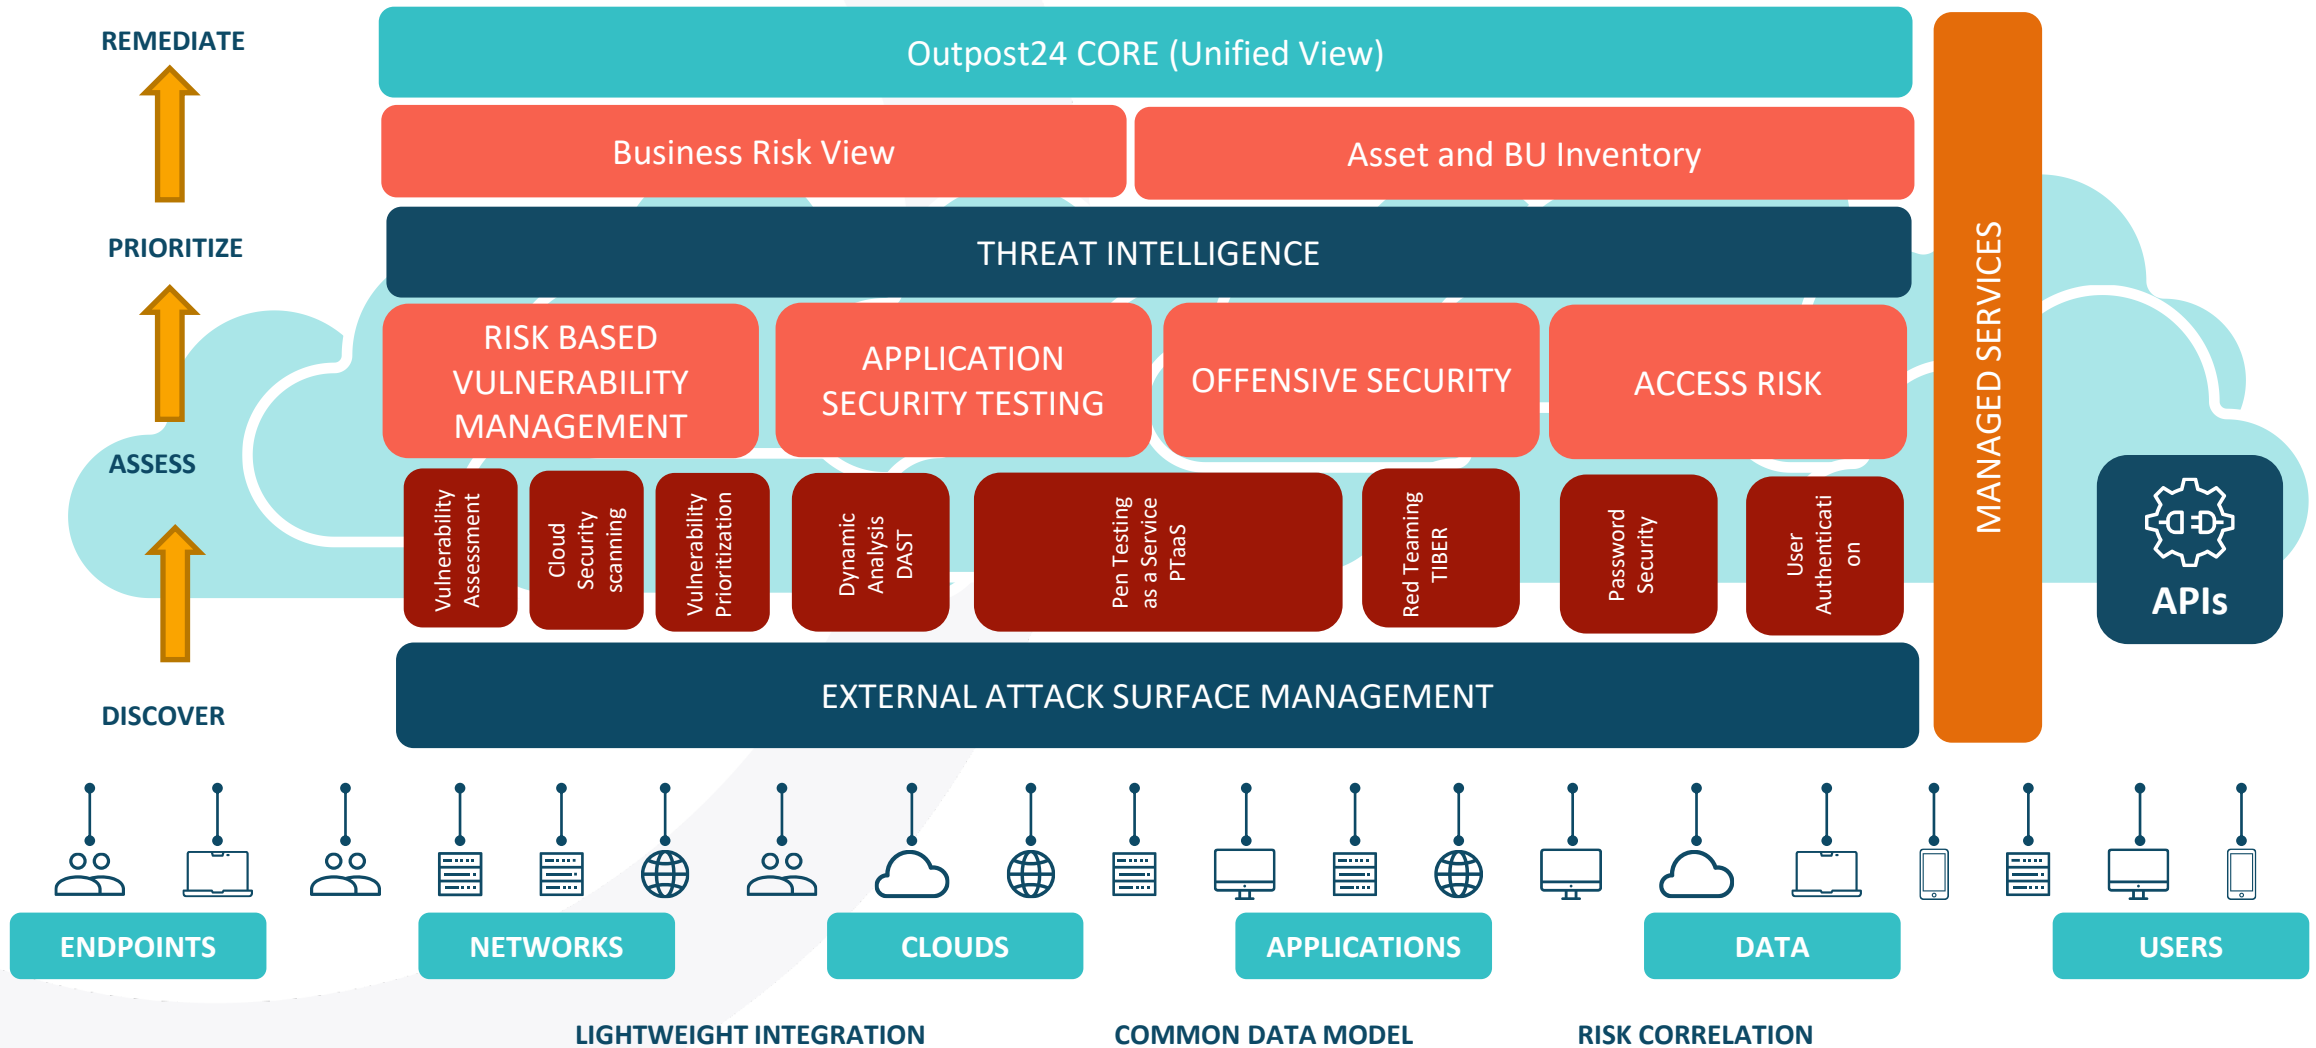 REMEDIATE
PRIORITIZE
ASSESS
DISCOVER
Outpost24 CORE (Unified View)
Business Risk View
Asset and BU Inventory
THREAT INTELLIGENCE
RISK BASED
VULNERABILITY
MANAGEMENT
APPLICATION
SECURITY TESTING
OFFENSIVE SECURITY
ACCESS RISK
Vulnerability
Assessment
Cloud
Security
scanning
Vulnerability
Prioritization
Dynamic
Analysis
DAST
Pen Testing
as a Service
PTaaS
Red Teaming
TIBER
Password
Security
User
Authenticati
on
EXTERNAL ATTACK SURFACE MANAGEMENT
MANAGED SERVICES
APIs
ENDPOINTS
NETWORKS
CLOUDS
APPLICATIONS
DATA
USERS
LIGHTWEIGHT INTEGRATION
COMMON DATA MODEL
RISK CORRELATION